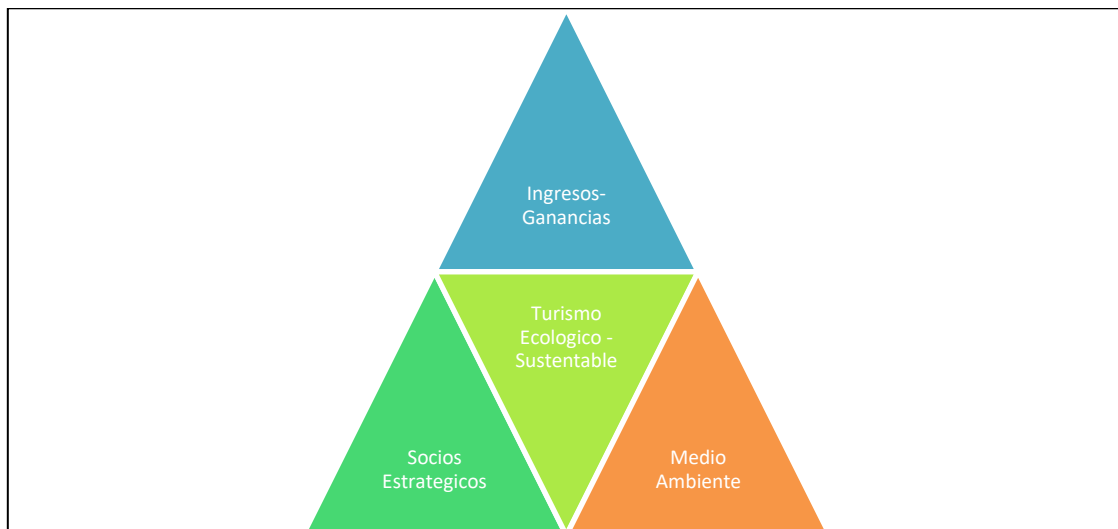 Ingresos-
Ganancias
Turismo
Ecologico -
Sustentable
Socios
Estrategicos
Medio
Ambiente